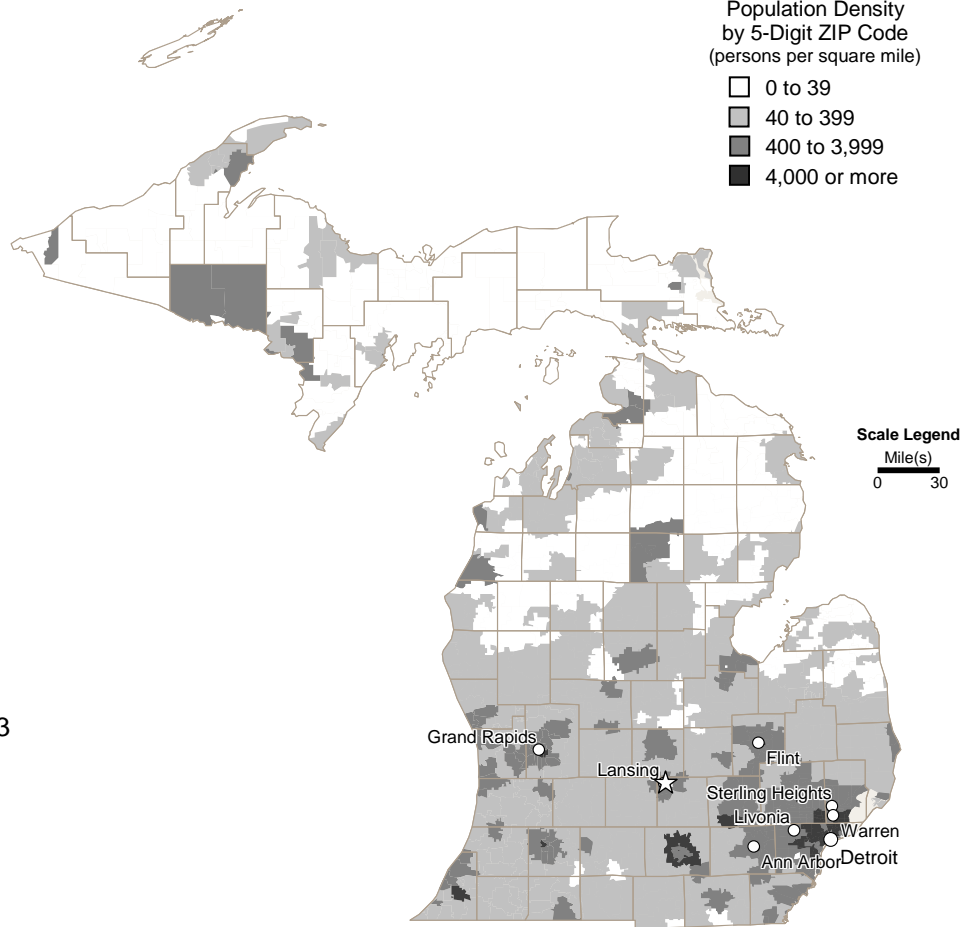 Population Density
by 5-Digit ZIP Code
(persons per square mile)
0 to 39
40 to 399
400 to 3,999
4,000 or more
Scale Legend
Mile(s)
0 30
3
Grand Rapids
Lansing
Flint
Sterling Heights
Livonia
Warren
Ann Arbor
Detroit